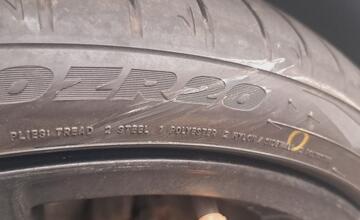 0ZR20
PLIES: TREAD 2 STEEL 1 POLYESTER 2 NYLON